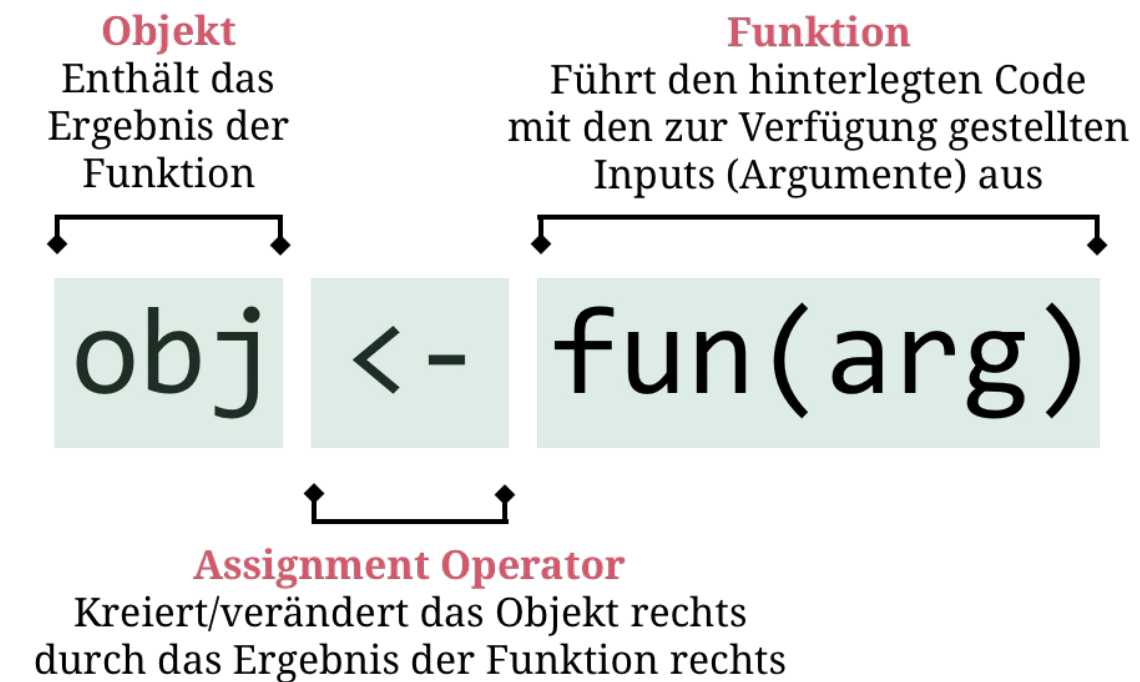 Objekt
Enthält das
Ergebnis der
Funktion
Funktion
Führt den hinterlegten Code
mit den zur Verfügung gestellten
Inputs (Argumente) aus
obj <- fun(arg)
Assignment Operator
Kreiert/verändert das Objekt rechts
durch das Ergebnis der Funktion rechts